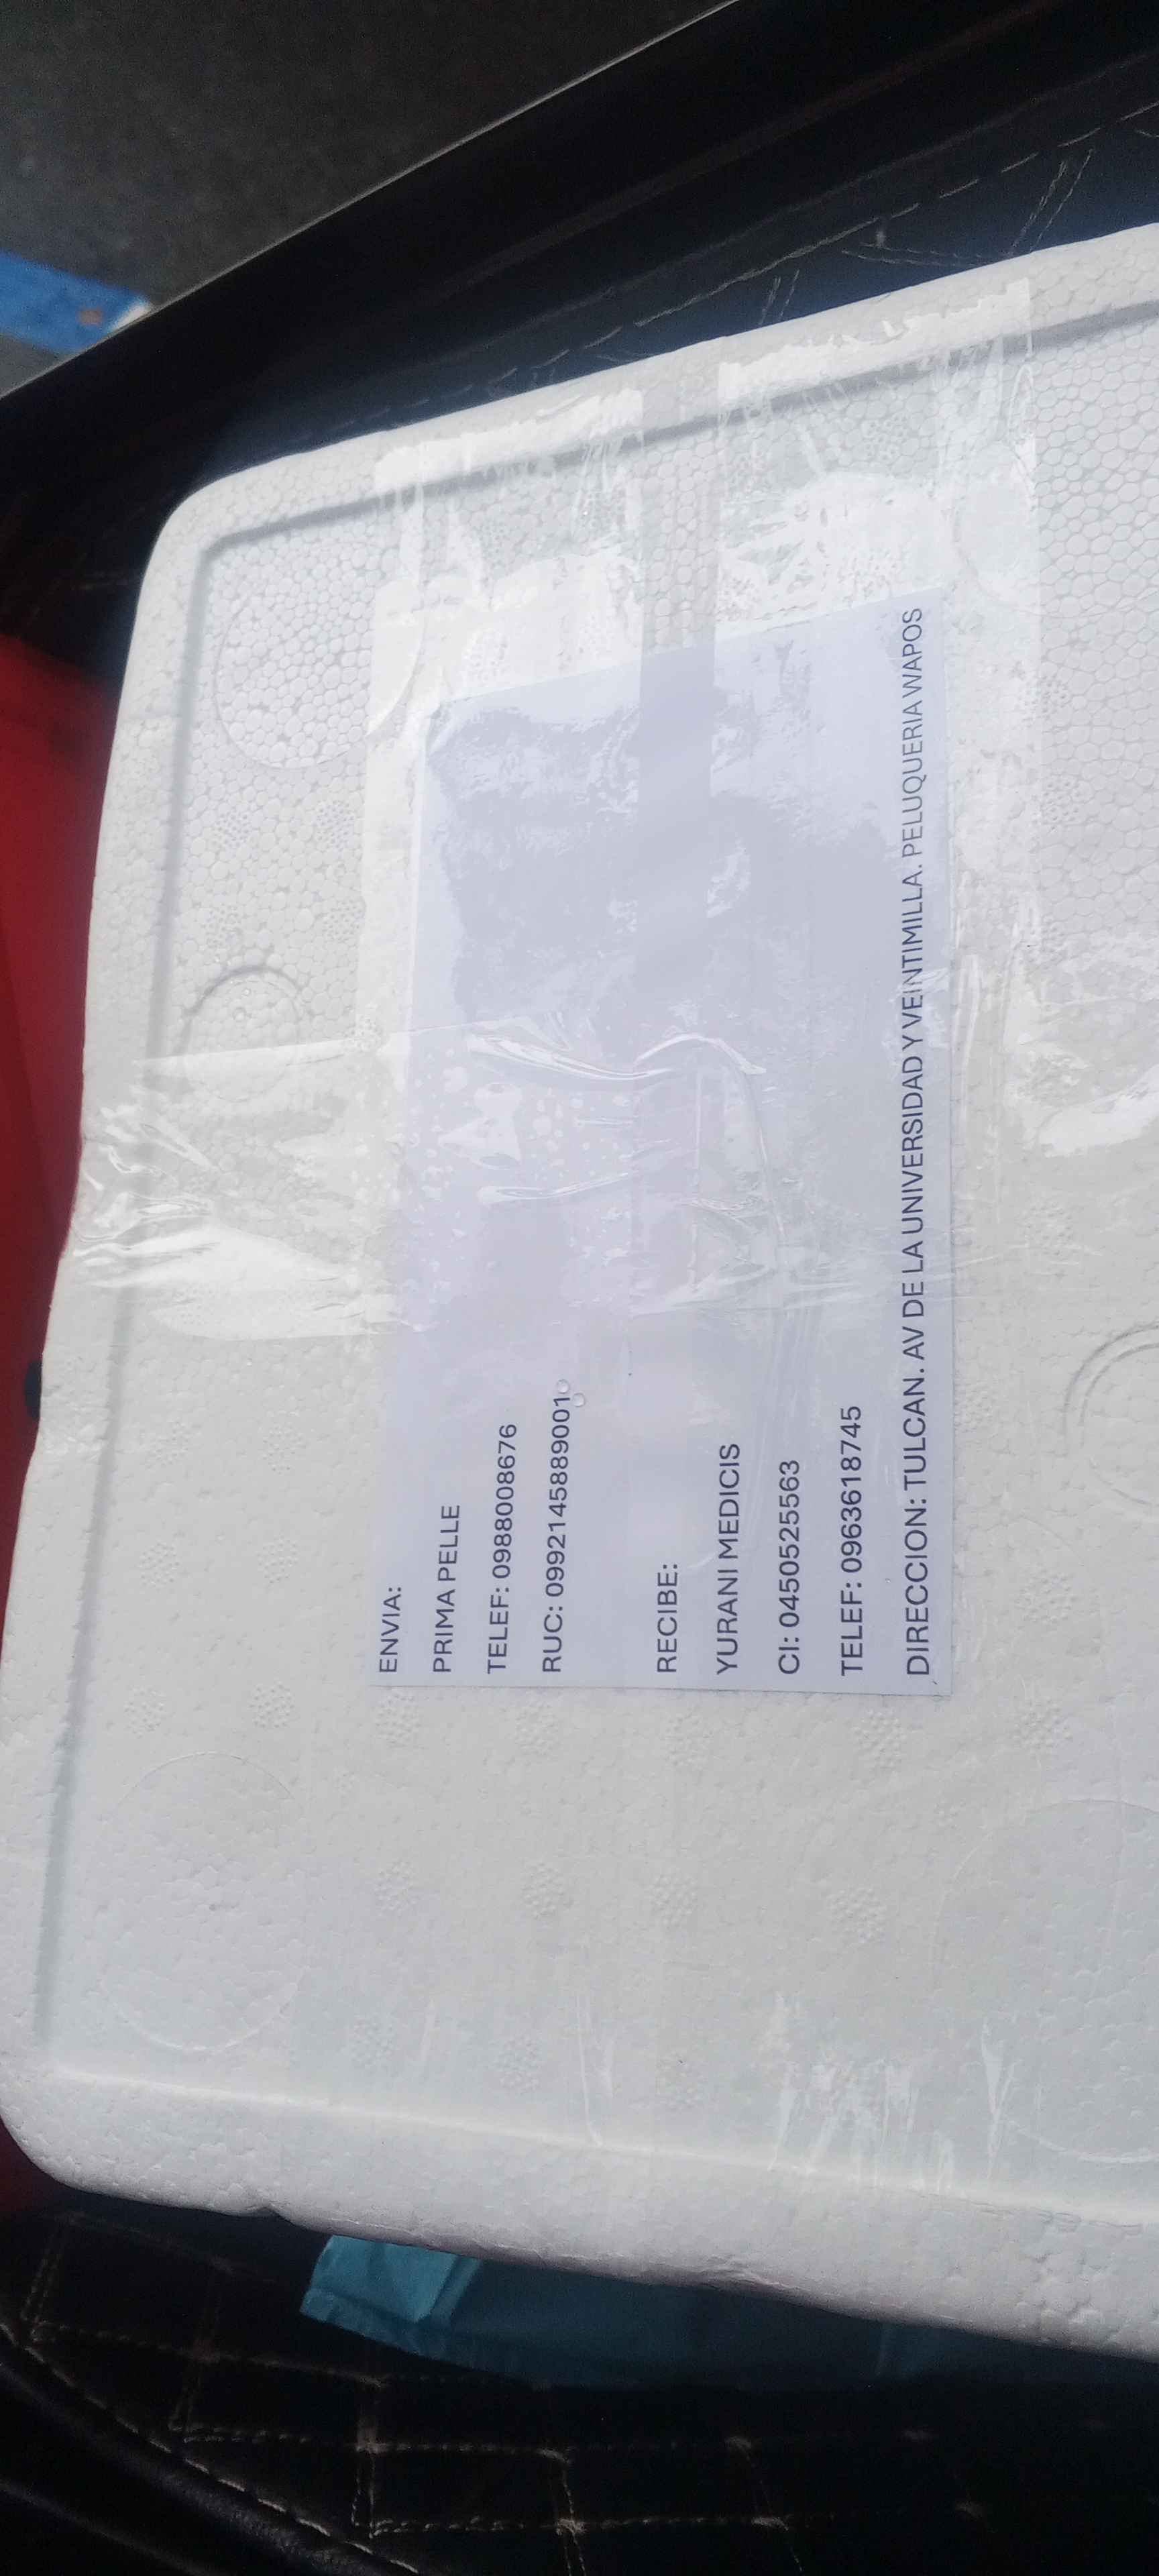 ENVIA:
PRIMA PELLE
TELEF: 0988008676
RUC: 0992145889001
RECIBE:
YURANI MEDICIS
CI: 0450525563
TELEF: 0963618745
DIRECCION: TULCAN. AV DE LA UNIVERSIDAD Y VEINTIMILLA. PELUQUERIA WAPOS